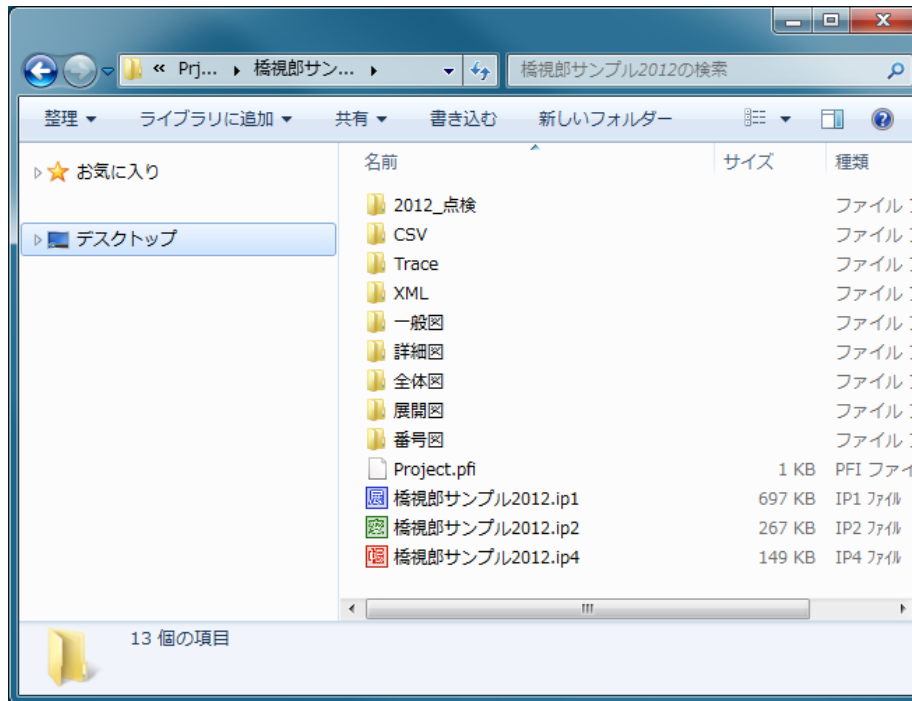 « Prj... ▸ 橋視郎サン... ▸ 橋視郎サンプル2012の検索
整理 ▼ ライブラリに追加 ▼ 共有 ▼ 書き込む 新しいフォルダー
お気に入り
デスクトップ
名前 サイズ 種類
2012_点検 ファイル
CSV ファイル
Trace ファイル
XML ファイル
一般図 ファイル
詳細図 ファイル
全体図 ファイル
展開図 ファイル
番号図 ファイル
Project.pfi 1 KB PFI ファイ
橋視郎サンプル2012.ip1 697 KB IP1 ファイル
橋視郎サンプル2012.ip2 267 KB IP2 ファイル
橋視郎サンプル2012.ip4 149 KB IP4 ファイル
13 個の項目